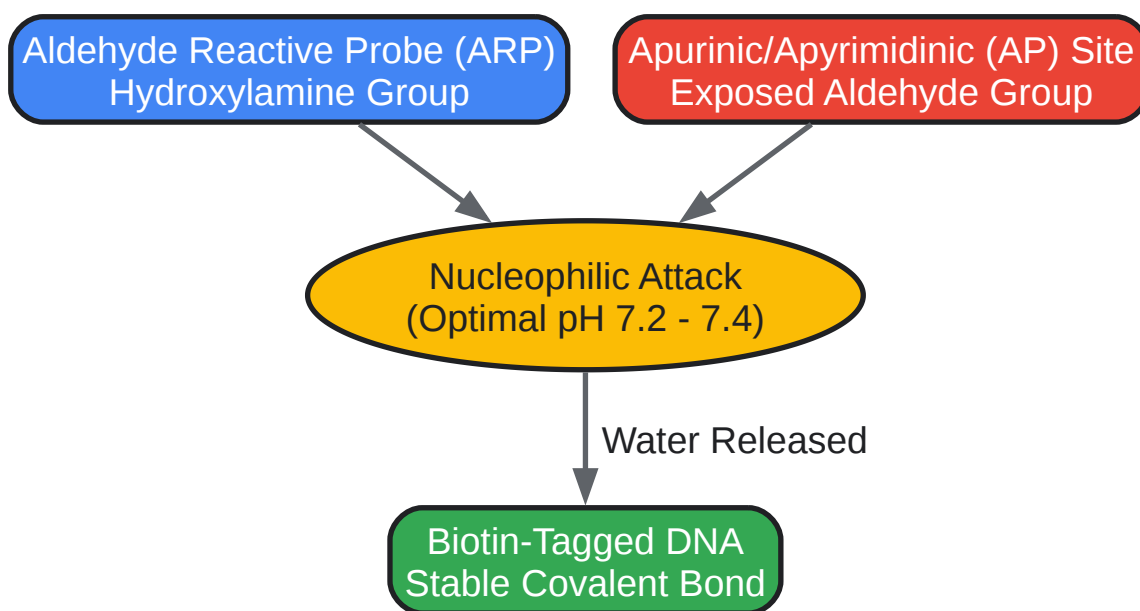 Aldehyde Reactive Probe (ARP)
Hydroxylamine Group
Apurinic/Apyrimidinic (AP) Site
Exposed Aldehyde Group
Nucleophilic Attack
(Optimal pH 7.2 - 7.4)
Water Released
Biotin-Tagged DNA
Stable Covalent Bond